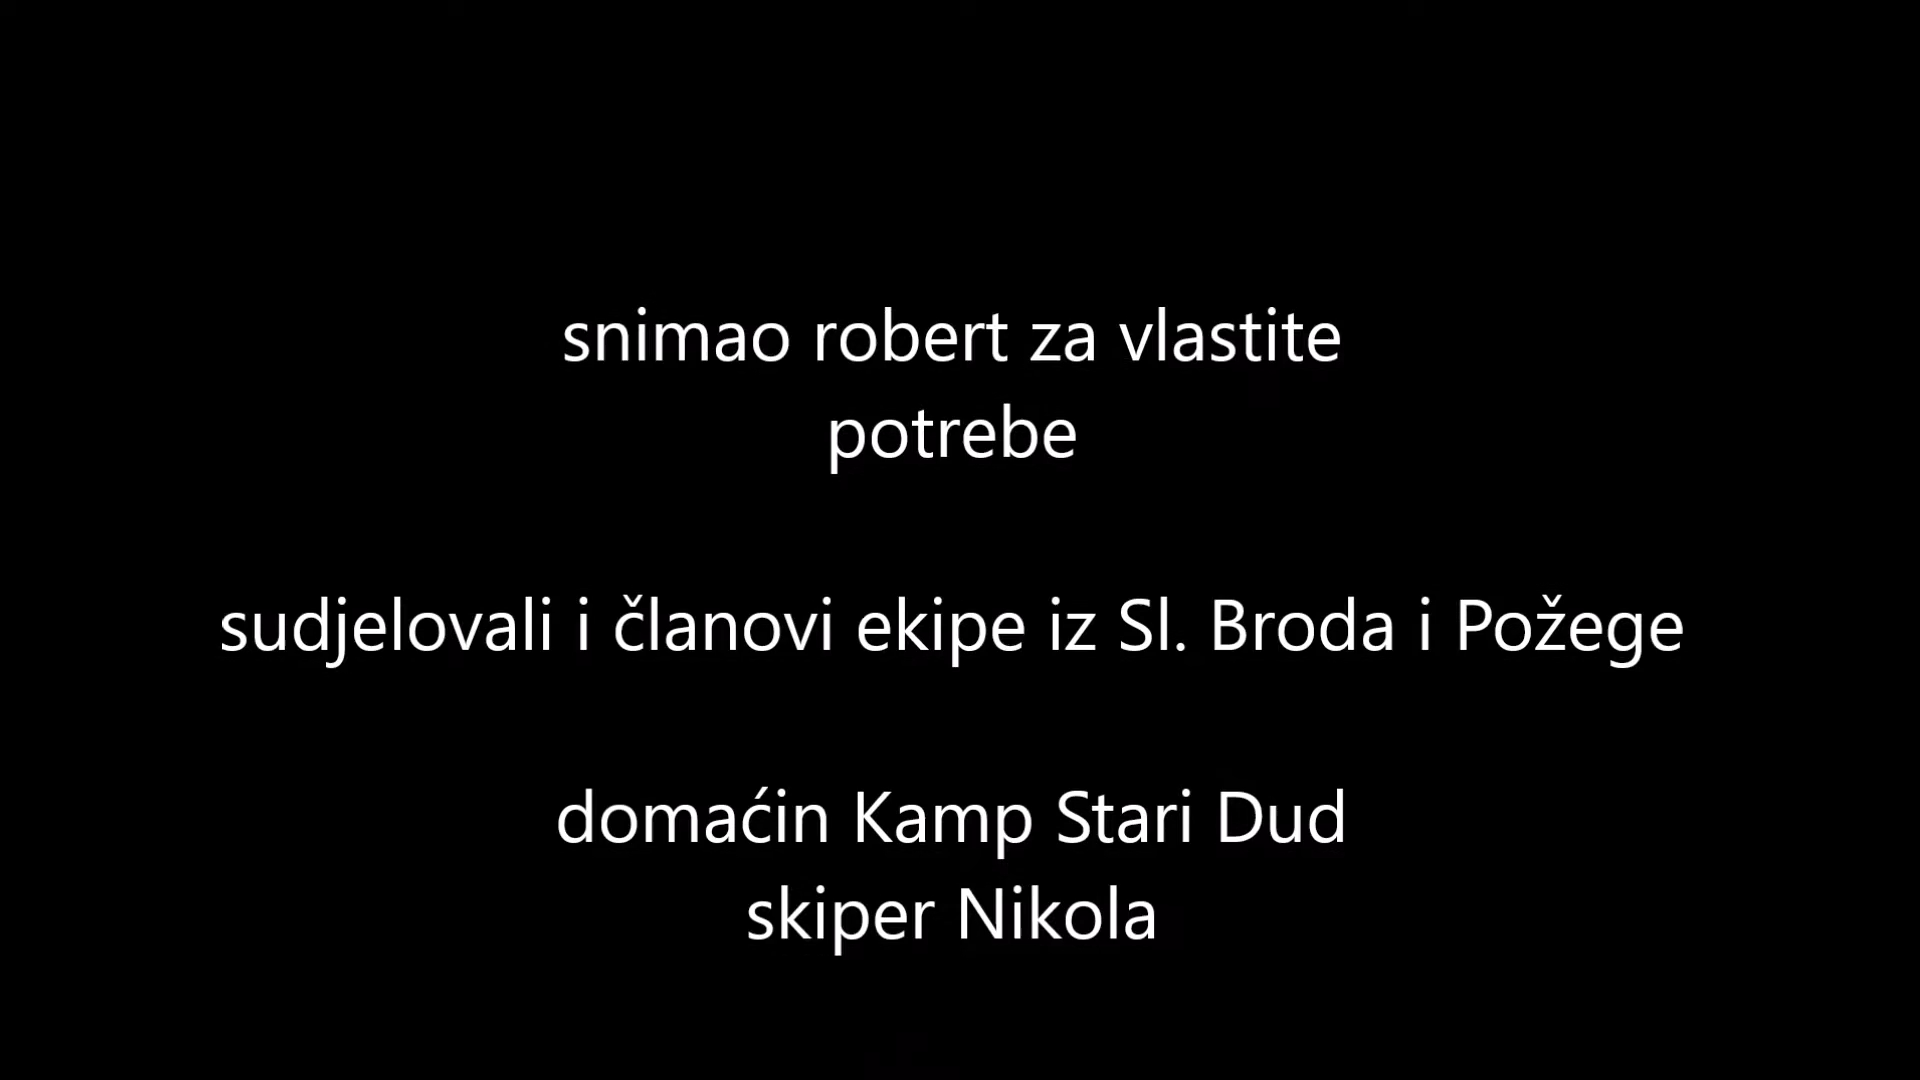 snimao robert za vlastite
potrebe
sudjelovali i članovi ekipe iz Sl. Broda i Požege
domaćin Kamp Stari Dud
skiper Nikola